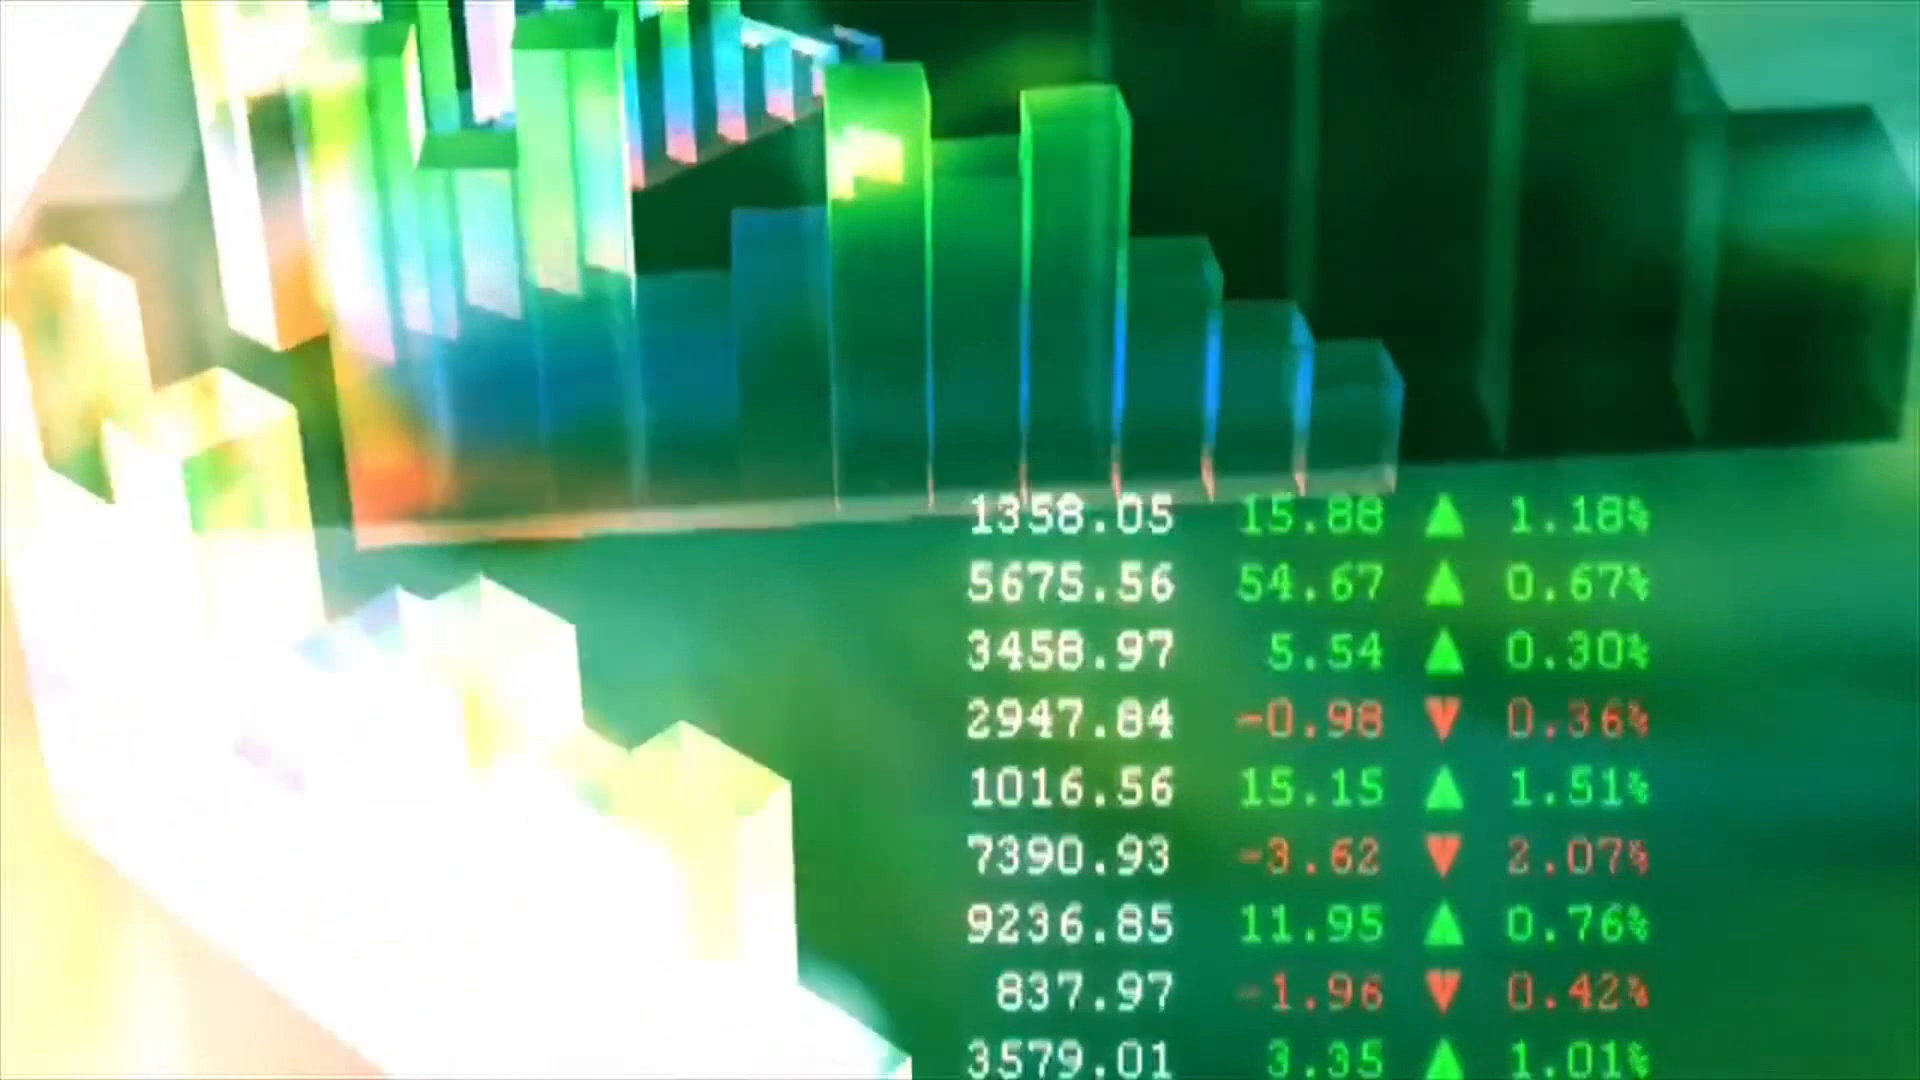 1358.05 15.88 ▲ 1.18%
5675.56 54.67 ▲ 0.67%
3458.97 5.54 ▲ 0.30%
2947.84 -0.98 ▼ 0.36%
1016.56 15.15 ▲ 1.51%
7390.93 -3.62 ▼ 2.07%
9236.85 11.95 ▲ 0.76%
837.97 -1.96 ▼ 0.42%
3579.01 3.35 ▲ 1.01%